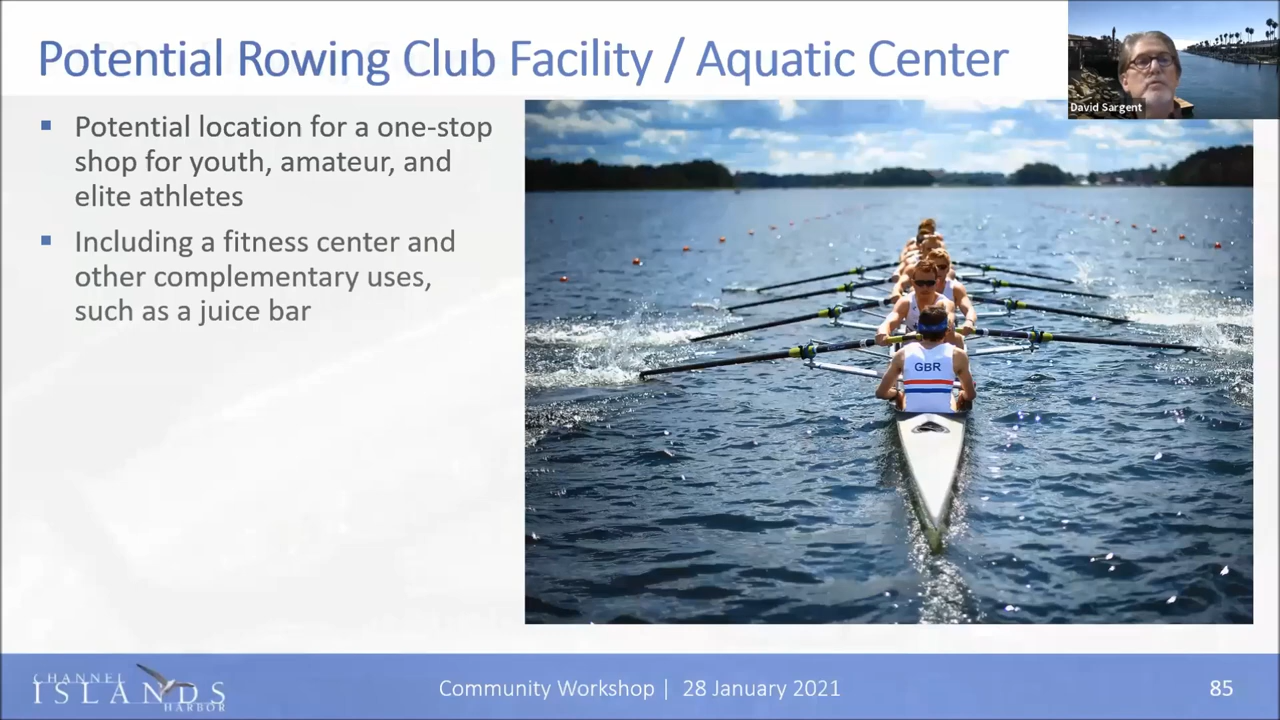 Potential Rowing Club Facility / Aquatic Center
David Sargent
▪ Potential location for a one-stop
shop for youth, amateur, and
elite athletes
▪ Including a fitness center and
other complementary uses,
such as a juice bar
GBR
CHANNEL
ISLANDS
HARBOR
Community Workshop | 28 January 2021
85